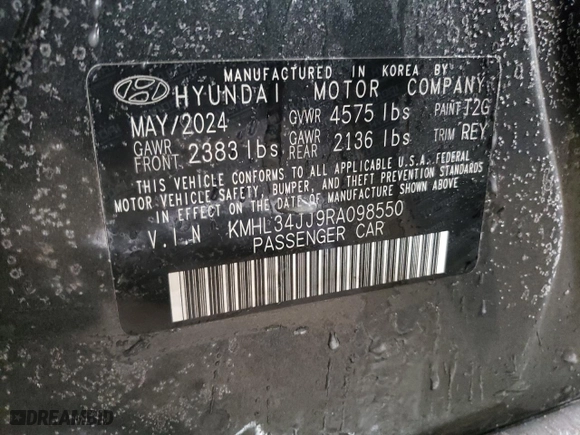 MANUFACTURED IN KOREA BY
HYUNDAI MOTOR COMPANY
MAY/2024 GVWR 4575 lbs PAINT T2G
GAWR FRONT 2383 lbs GAWR REAR 2136 lbs TRIM REY
THIS VEHICLE CONFORMS TO ALL APPLICABLE U.S.A. FEDERAL
MOTOR VEHICLE SAFETY, BUMPER, AND THEFT PREVENTION STANDARDS
IN EFFECT ON THE DATE OF MANUFACTURE SHOWN ABOVE.
V.I.N KMHL34JJ9RA098550
PASSENGER CAR
DREAMBID